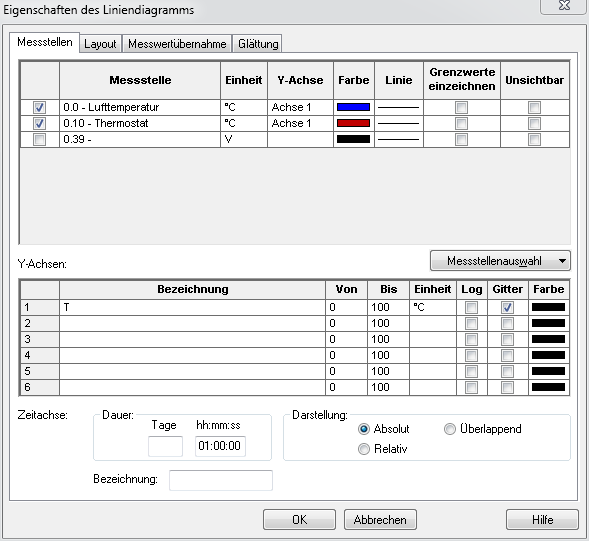 Eigenschaften des Liniendiagramms
Messstellen Layout Messwertübernahme Glättung
Messstelle Einheit Y-Achse Farbe Linie Grenzwerte einzeichnen Unsichtbar
0.0 - Lufttemperatur °C Achse 1
0.10 - Thermostat °C Achse 1
0.39 - V
Messstellenauswahl
Y-Achsen:
Bezeichnung Von Bis Einheit Log Gitter Farbe
1 T 0 100 °C
2 0 100
3 0 100
4 0 100
5 0 100
6 0 100
Zeitachse: Dauer: Darstellung:
Tage hh:mm:ss
01:00:00
Absolut Überlappend
Relativ
Bezeichnung:
OK Abbrechen Hilfe